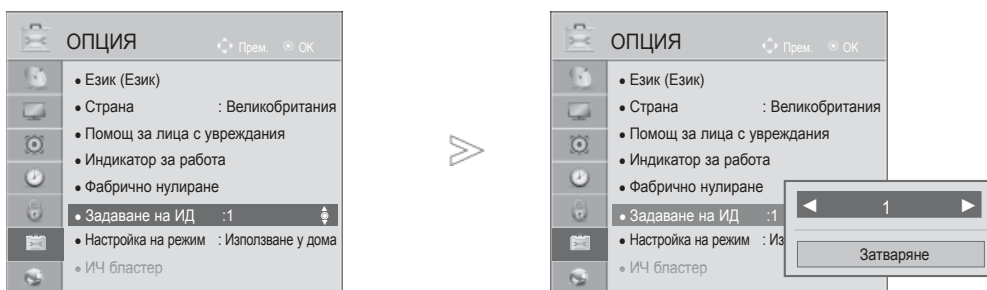 ОПЦИЯ Прем. OK
• Език (Език)
• Страна : Великобритания
• Помощ за лица с увреждания
• Индикатор за работа
• Фабрично нулиране
• Задаване на ИД :1
• Настройка на режим : Използване у дома
• ИЧ бластер
ОПЦИЯ Прем. OK
• Език (Език)
• Страна : Великобритания
• Помощ за лица с увреждания
• Индикатор за работа
• Фабрично нулиране
• Задаване на ИД :1
• Настройка на режим : Из
• ИЧ бластер
◄ 1 ►
Затваряне